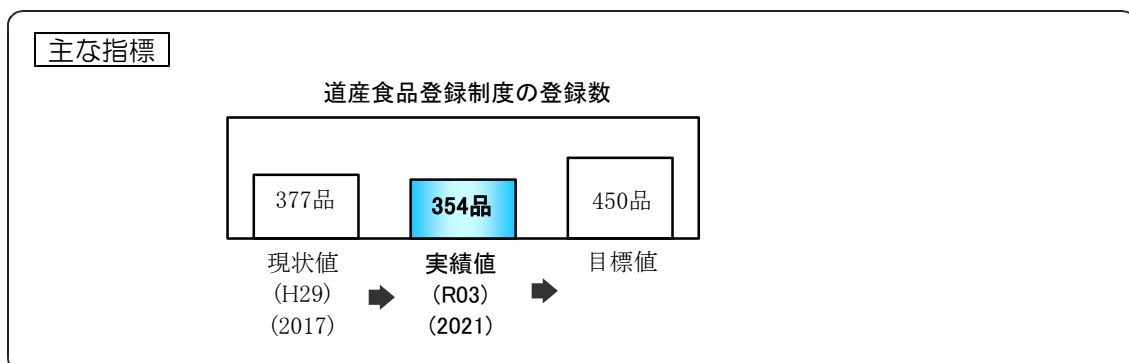 主な指標
道産食品登録制度の登録数
377品 354品 450品
現状値 実績値 目標値
(H29) (R03)
(2017) (2021)